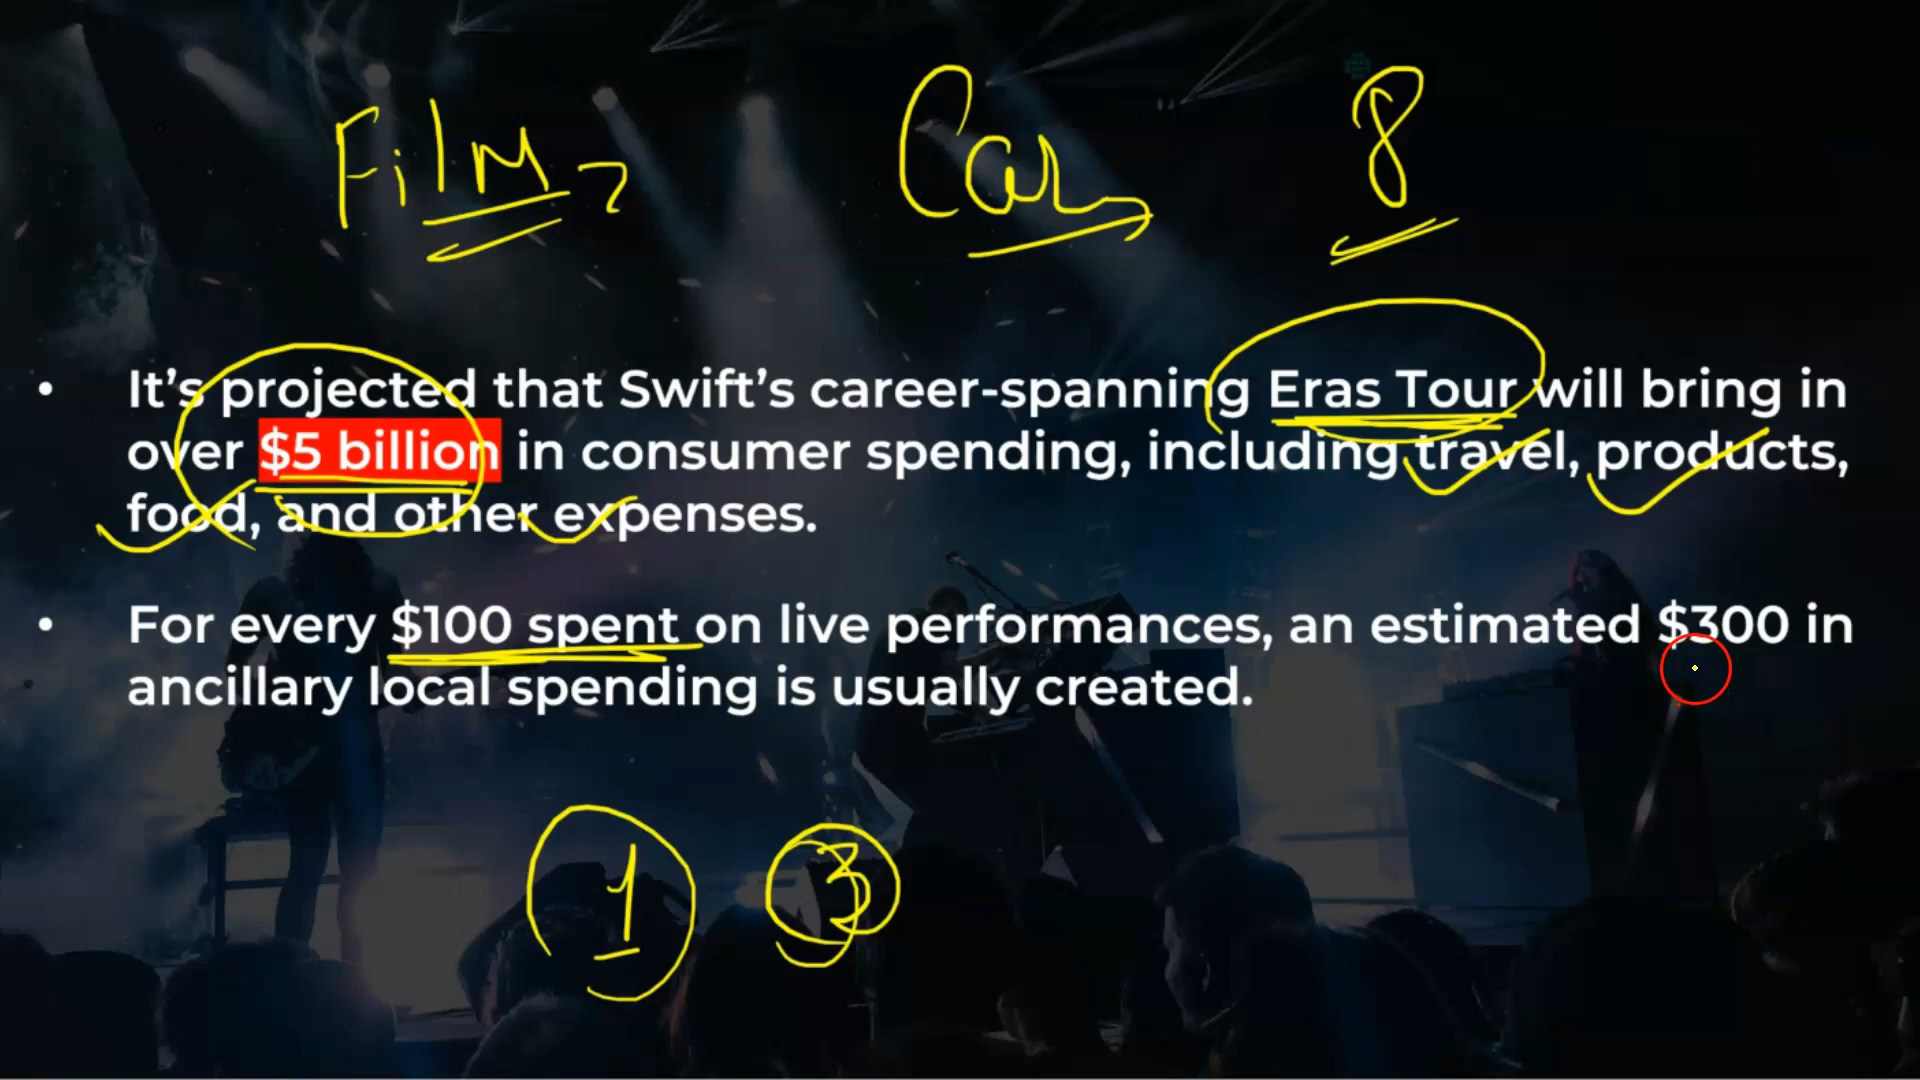 Film 7 Car 8
• It’s projected that Swift’s career-spanning Eras Tour will bring in
over $5 billion in consumer spending, including travel, products,
food, and other expenses.
• For every $100 spent on live performances, an estimated $300 in
ancillary local spending is usually created.
1 3